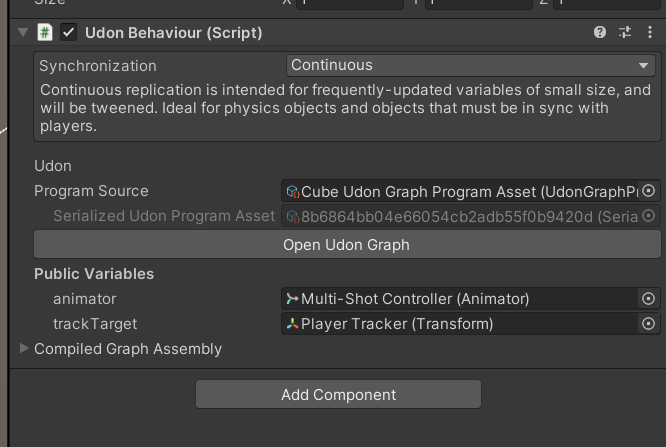 Size X 1 Y 1 Z 1
Udon Behaviour (Script)
Synchronization Continuous
Continuous replication is intended for frequently-updated variables of small size, and
will be tweened. Ideal for physics objects and objects that must be in sync with
players.
Udon
Program Source Cube Udon Graph Program Asset (UdonGraphPr
Serialized Udon Program Asset 8b6864bb04e66054cb2adb55f0b9420d (Seria
Open Udon Graph
Public Variables
animator Multi-Shot Controller (Animator)
trackTarget Player Tracker (Transform)
Compiled Graph Assembly
Add Component